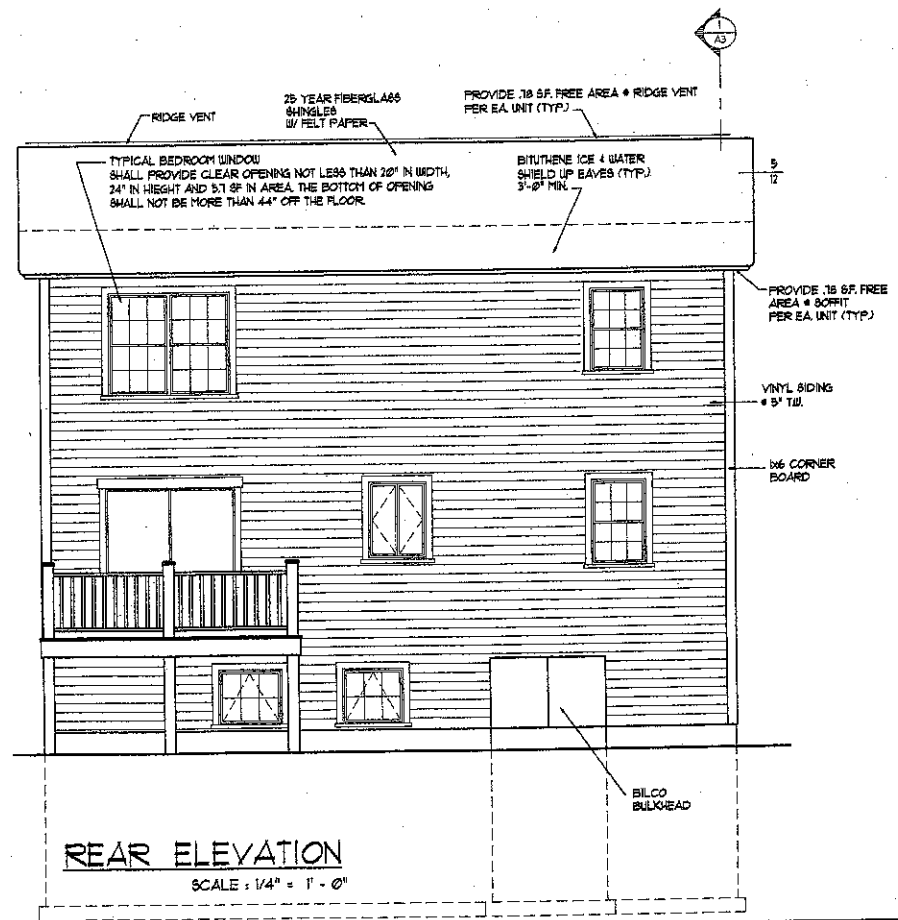 1
A3
RIDGE VENT
25 YEAR FIBERGLASS
SHINGLES
W/ FELT PAPER
PROVIDE .78 SF. FREE AREA @ RIDGE VENT
PER EA. UNIT (TYP.)
TYPICAL BEDROOM WINDOW
SHALL PROVIDE CLEAR OPENING NOT LESS THAN 20" IN WIDTH,
24" IN HIEGHT AND 5.7 SF IN AREA. THE BOTTOM OF OPENING
SHALL NOT BE MORE THAN 44" OFF THE FLOOR.
BITUTHENE ICE & WATER
SHIELD UP EAVES (TYP.)
3'-0" MIN.
5
12
PROVIDE .78 S.F. FREE
AREA @ SOFFIT
PER EA. UNIT (TYP.)
VINYL SIDING
@ 5" T.W.
1x6 CORNER
BOARD
BILCO
BULKHEAD
REAR ELEVATION
SCALE : 1/4" = 1' - 0"